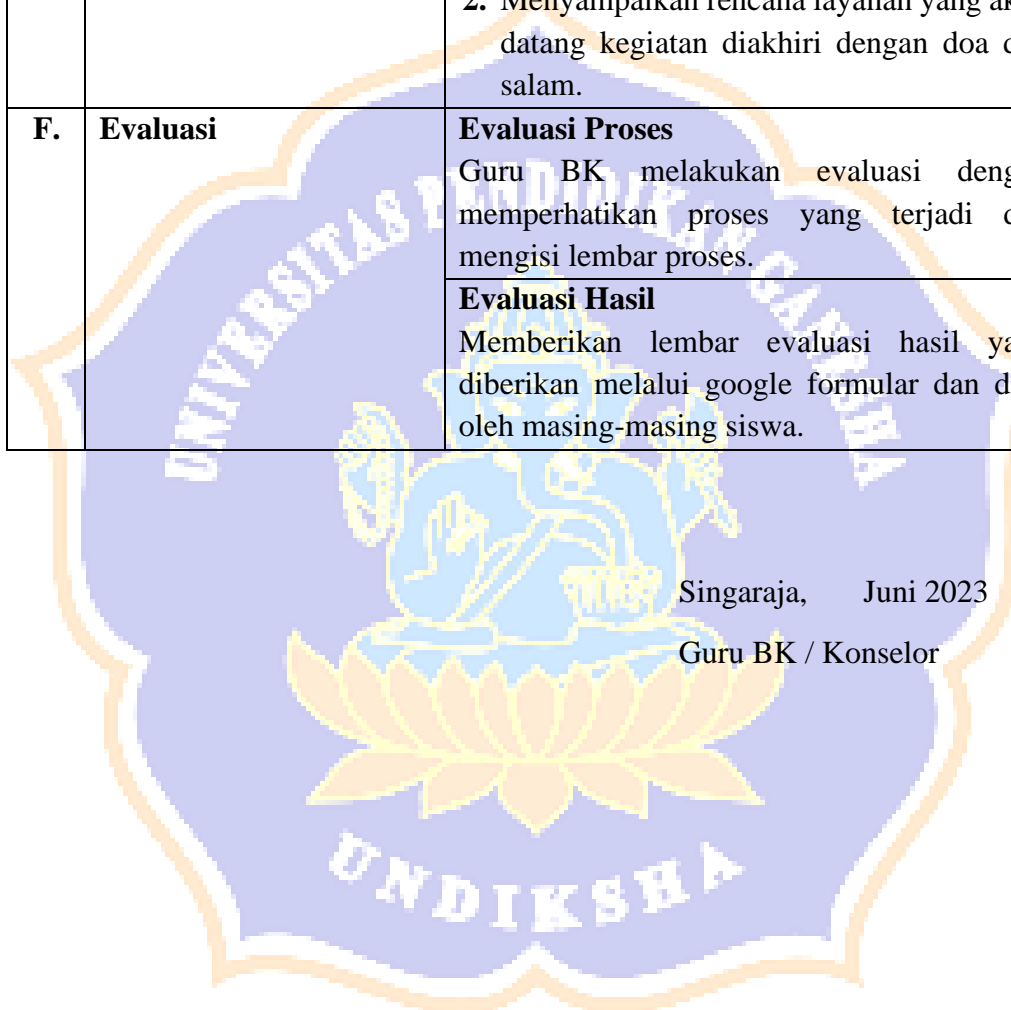 2. Menyampaikan rencana layanan yang
datang kegiatan diakhiri dengan doa
salam.
F. Evaluasi Evaluasi Proses
Guru BK melakukan evaluasi
memperhatikan proses yang terjadi
mengisi lembar proses.
Evaluasi Hasil
Memberikan lembar evaluasi hasil
diberikan melalui google formular dan
oleh masing-masing siswa.
Singaraja, Juni 2023
Guru BK / Konselor
UNIVERSITAS PENDIDIKAN GANESHA
UNDIKSHA